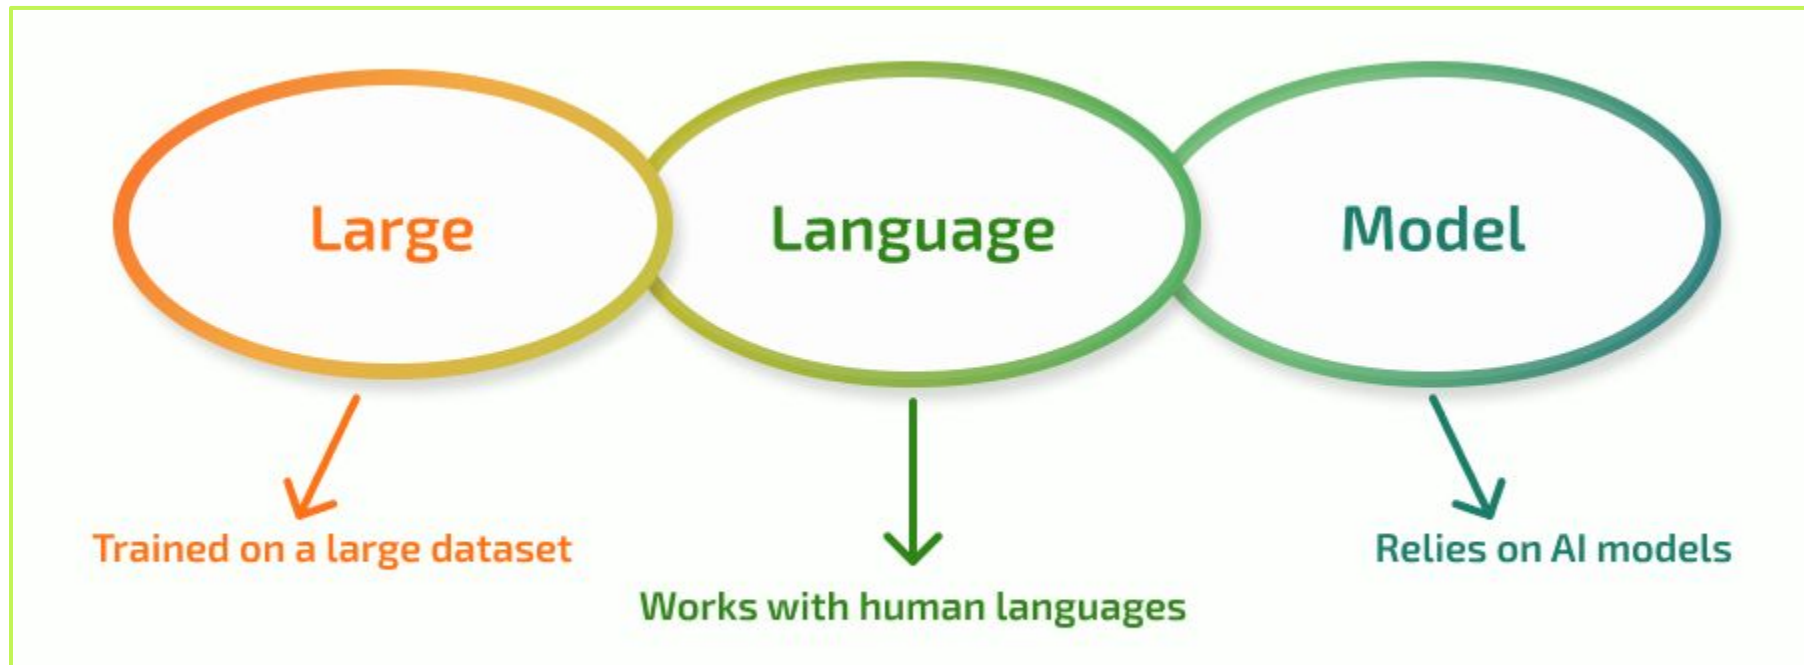 Large
Language
Model
Trained on a large dataset
Works with human languages
Relies on AI models